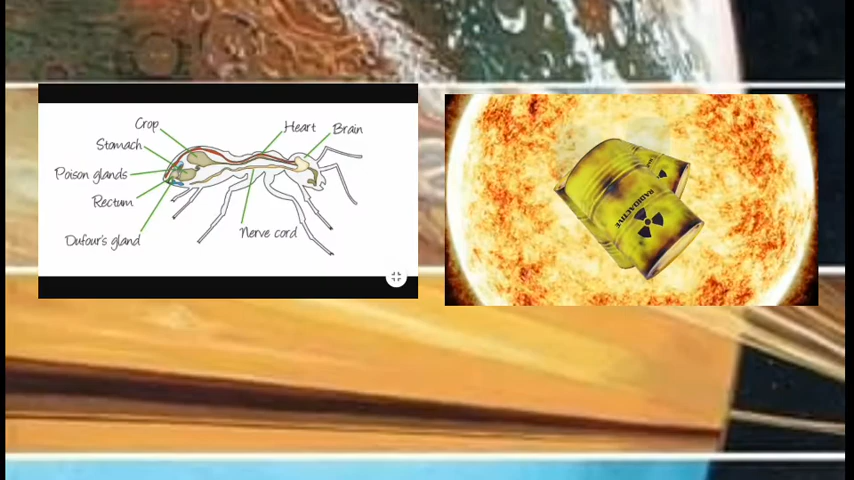 Crop
Heart
Brain
Stomach
Poison glands
Rectum
Dufour's gland
Nerve cord
RADIOACTIVE